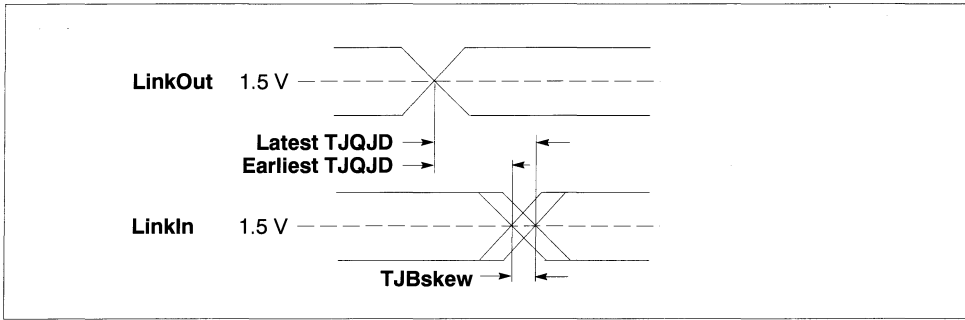 LinkOut 1.5 V
Latest TJQJD
Earliest TJQJD
LinkIn 1.5 V
TJBskew